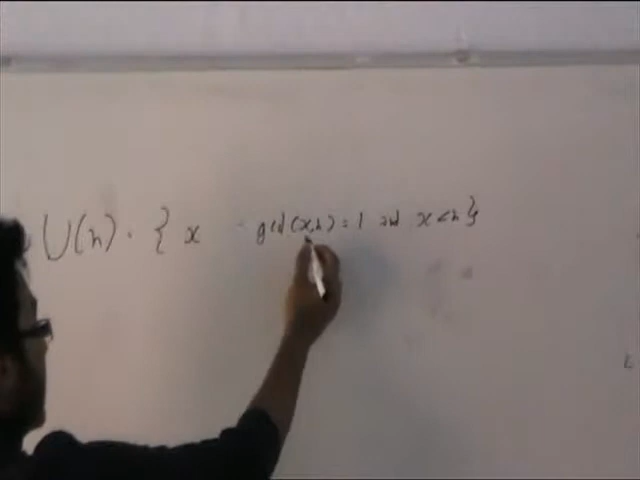 U(n) = { x : gcd(x,n) = 1 and x < n }